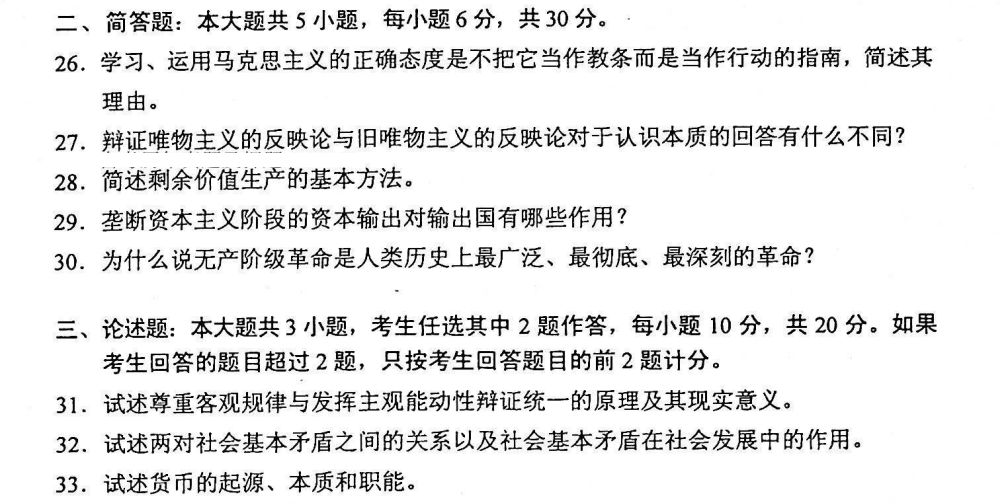 二、简答题：本大题共 5 小题，每小题 6 分，共 30 分。
26．学习、运用马克思主义的正确态度是不把它当作教条而是当作行动的指南，简述其
理由。
27．辩证唯物主义的反映论与旧唯物主义的反映论对于认识本质的回答有什么不同？
28．简述剩余价值生产的基本方法。
29．垄断资本主义阶段的资本输出对输出国有哪些作用？
30．为什么说无产阶级革命是人类历史上最广泛、最彻底、最深刻的革命？
三、论述题：本大题共 3 小题，考生任选其中 2 题作答，每小题 10 分，共 20 分。如果
考生回答的题目超过 2 题，只按考生回答题目的前 2 题计分。
31．试述尊重客观规律与发挥主观能动性辩证统一的原理及其现实意义。
32．试述两对社会基本矛盾之间的关系以及社会基本矛盾在社会发展中的作用。
33．试述货币的起源、本质和职能。